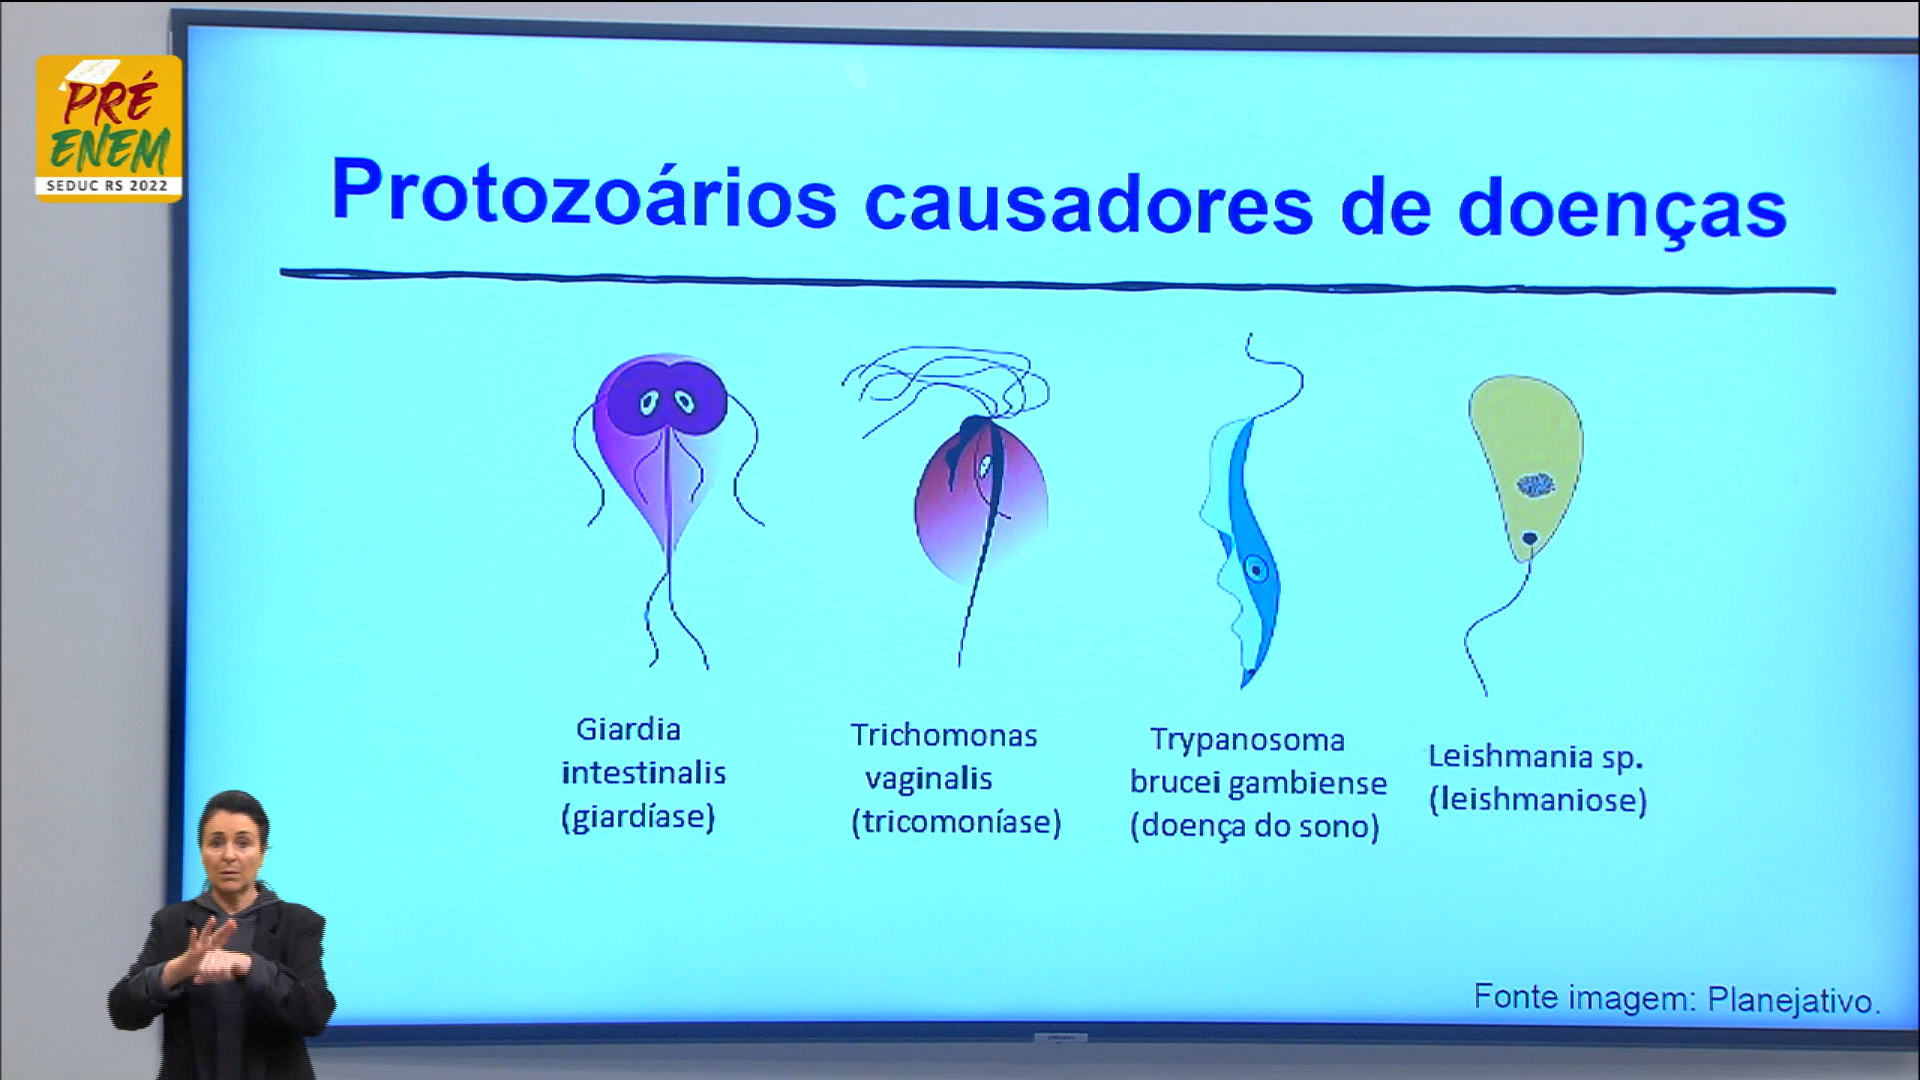 PRÉ
ENEM
SEDUC RS 2022
Protozoários causadores de doenças
Giardia
intestinalis
(giardíase)
Trichomonas
vaginalis
(tricomoníase)
Trypanosoma
brucei gambiense
(doença do sono)
Leishmania sp.
(leishmaniose)
Fonte imagem: Planejativo.